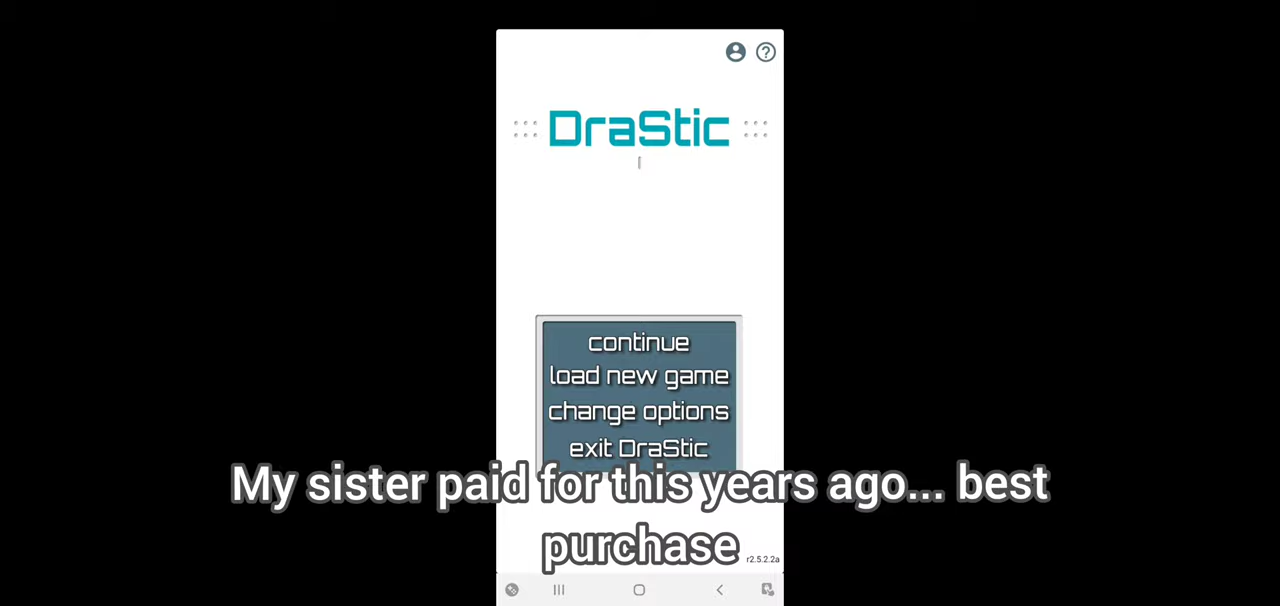 DraStic
continue
load new game
change options
exit DraStic
My sister paid for this years ago... best
purchase
r2.5.2.2a